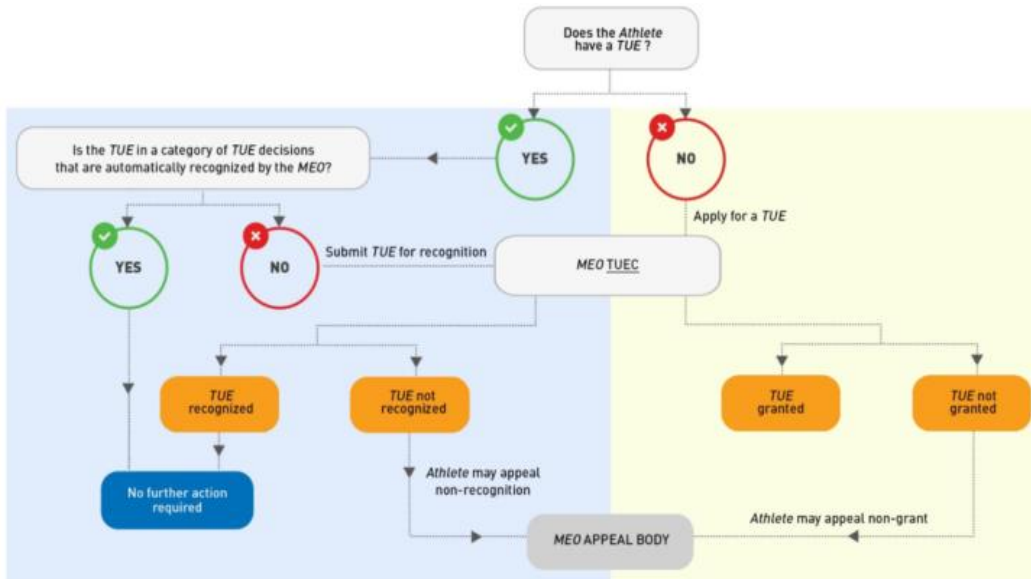 Does the Athlete
have a TUE ?
YES
NO
Is the TUE in a category of TUE decisions
that are automatically recognized by the MEO?
Apply for a TUE
YES
NO
Submit TUE for recognition
MEO TUEC
TUE
recognized
TUE not
recognized
TUE
granted
TUE not
granted
Athlete may appeal
non-recognition
No further action
required
Athlete may appeal non-grant
MEO APPEAL BODY